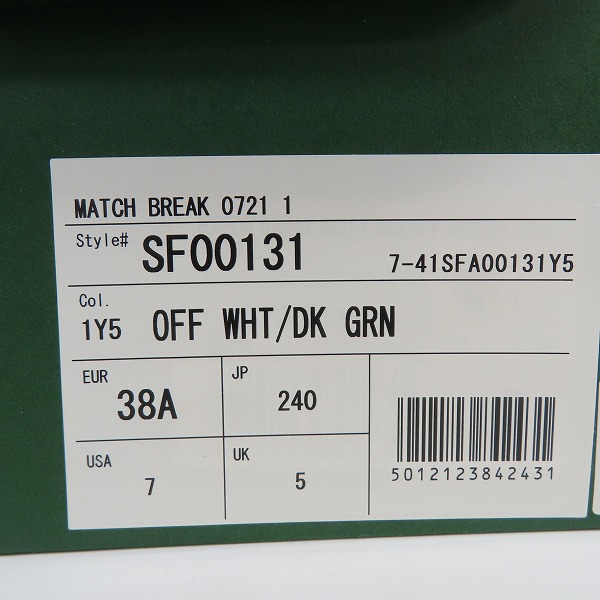 MATCH BREAK 0721 1
Style# SF00131 7-41SFA00131Y5
Col.
1Y5 OFF WHT/DK GRN
EUR 38A
JP 240
USA 7
UK 5
5012123842431